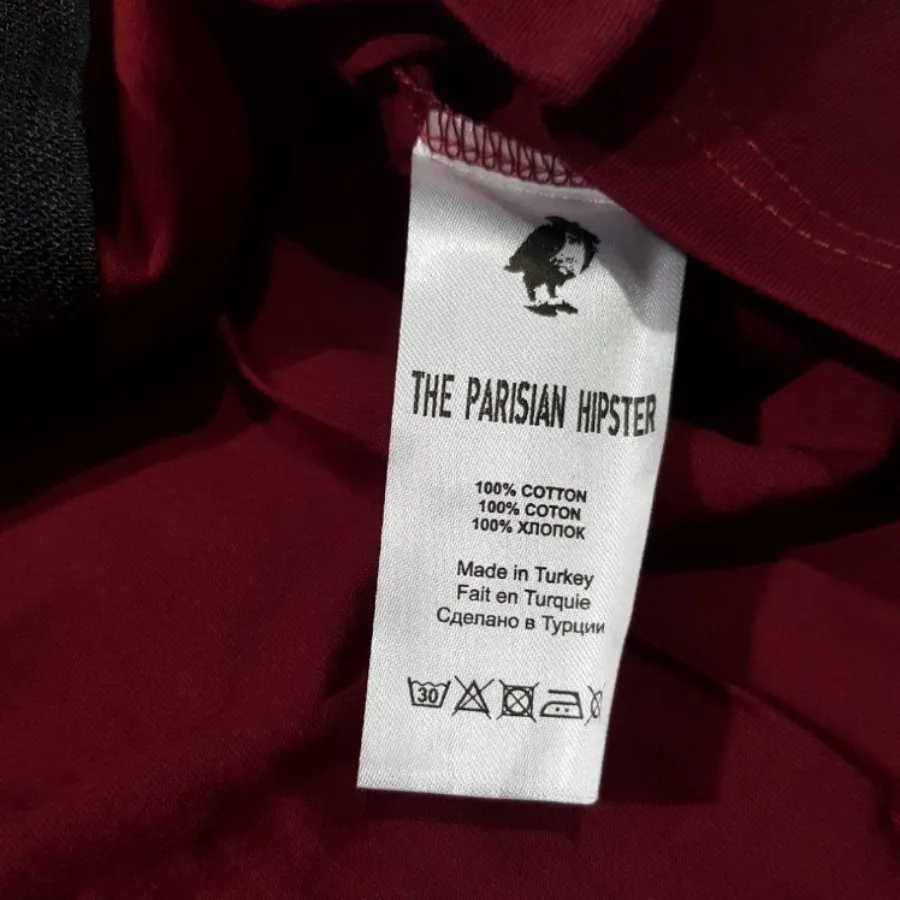 THE PARISIAN HIPSTER
100% COTTON
100% COTON
100% ХЛОПОК
Made in Turkey
Fait en Turquie
Сделано в Турции
30